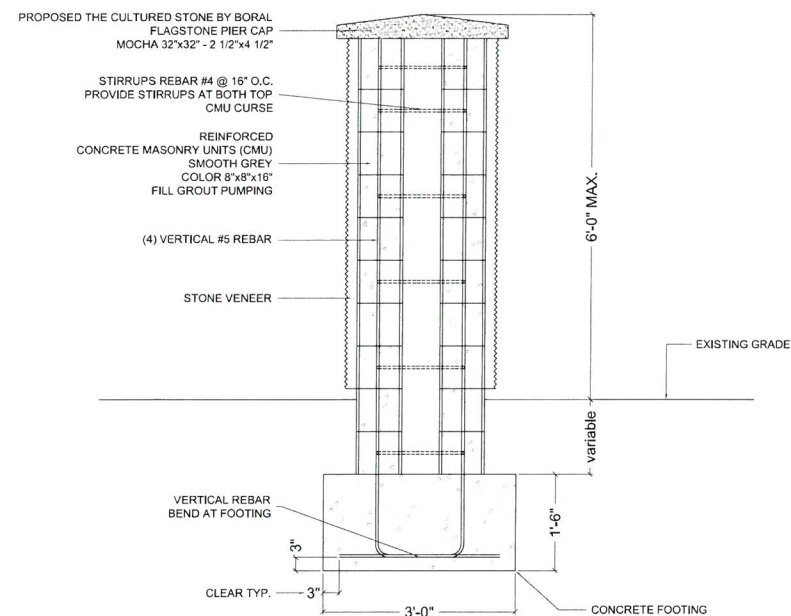 PROPOSED THE CULTURED STONE BY BORAL
FLAGSTONE PIER CAP
MOCHA 32"x32" - 2 1/2"x4 1/2"
STIRRUPS REBAR #4 @ 16" O.C.
PROVIDE STIRRUPS AT BOTH TOP
CMU CURSE
REINFORCED
CONCRETE MASONRY UNITS (CMU)
SMOOTH GREY
COLOR 8"x8"x16"
FILL GROUT PUMPING
6'-0" MAX.
(4) VERTICAL #5 REBAR
STONE VENEER
EXISTING GRADE
variable
VERTICAL REBAR
BEND AT FOOTING
1'-6"
3"
CLEAR TYP.
3"
3'-0"
CONCRETE FOOTING